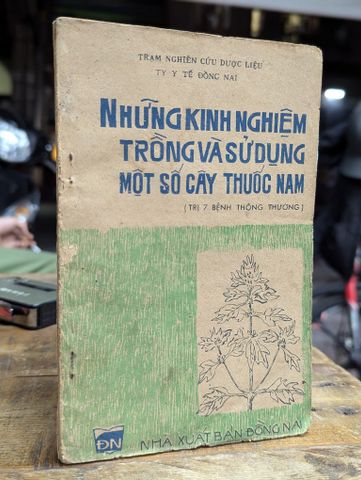 TRẠM NGHIÊN CỨU DƯỢC LIỆU
TY Y TẾ ĐỒNG NAI
NHỮNG KINH NGHIỆM
TRỒNG VÀ SỬ DỤNG
MỘT SỐ CÂY THUỐC NAM
(TRỊ 7 BỆNH THÔNG THƯỜNG)
ĐN
NHÀ XUẤT BẢN ĐỒNG NAI